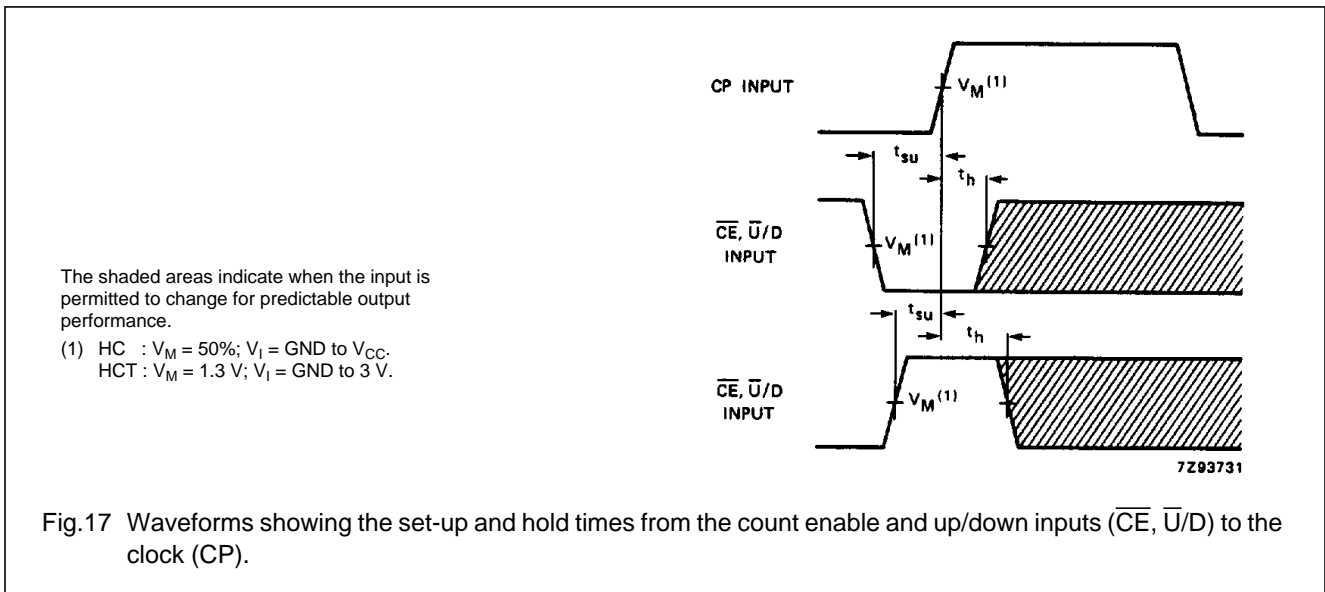 CP INPUT
V_M (1)
t_su
t_h
C̅E̅, U̅/D
INPUT
V_M (1)
The shaded areas indicate when the input is
permitted to change for predictable output
performance.
(1) HC : V_M = 50%; V_I = GND to V_CC.
HCT : V_M = 1.3 V; V_I = GND to 3 V.
t_su
t_h
C̅E̅, U̅/D
INPUT
V_M (1)
7Z93731
Fig.17 Waveforms showing the set-up and hold times from the count enable and up/down inputs (C̅E̅, U̅/D) to the
clock (CP).